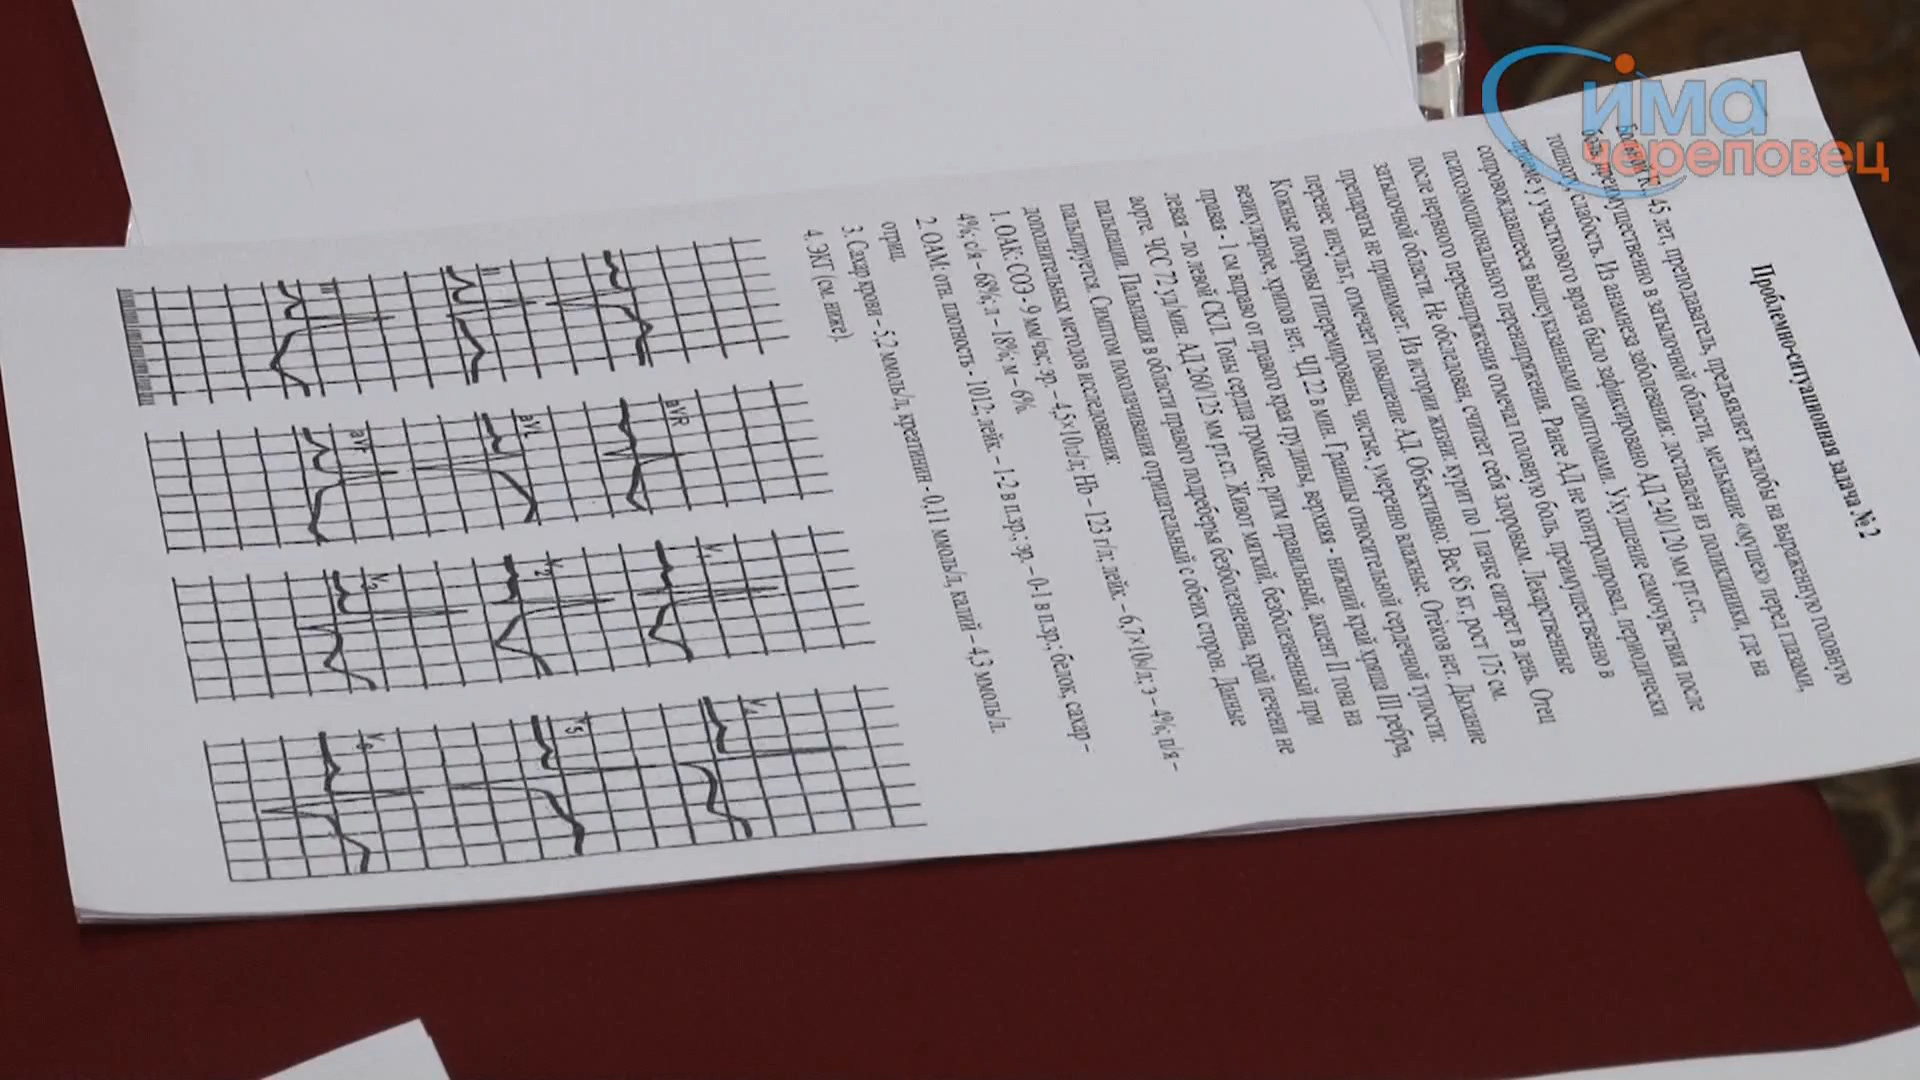 има
череповец
Проблемно-ситуационная задача № 2
45 лет, преподаватель, предъявляет жалобы на выраженную головную
боль преимущественно в затылочной области, мелькание «мушек» перед глазами,
тошноту, слабость. Из анамнеза заболевания: доставлен из поликлиники, где на
приеме у участкового врача было зафиксировано АД 240/120 мм рт.ст.,
сопровождавшееся вышеуказанными симптомами. Ухудшение самочувствия после
психоэмоционального перенапряжения. Ранее АД не контролировал, периодически
после нервного перенапряжения отмечал головную боль, преимущественно в
затылочной области. Не обследован, считает себя здоровым. Лекарственные
препараты не принимает. Из истории жизни: курит по 1 пачке сигарет в день. Отец
перенес инсульт, отмечает повышение АД. Объективно: Вес 85 кг, рост 175 см.
Кожные покровы гиперемированы, чистые, умеренно влажные. Отеков нет. Дыхание
везикулярное, хрипов нет, ЧД 22 в мин. Границы относительной сердечной тупости:
правая - 1 см вправо от правого края грудины, верхняя - нижний край хряща III ребра,
левая - по левой СКЛ. Тоны сердца громкие, ритм правильный, акцент II тона на
аорте. ЧСС 72 уд/мин. АД 260/125 мм рт.ст. Живот мягкий, безболезненный при
пальпации. Пальпация в области правого подреберья безболезненна, край печени не
пальпируется. Симптом поколачивания отрицательный с обеих сторон. Данные
дополнительных методов исследования:
1. ОАК: СОЭ - 9 мм/час; эр. – 4,5×10₁₂/л; Hb – 123 г/л; лейк. – 6,7×10₉/л; э – 4%; п/я –
4%; с/я – 68%; л – 18%; м – 6%.
2. ОАМ: отн. плотность - 1012; лейк. – 1-2 в п.зр.; эр. – 0-1 в п.зр.; белок, сахар –
отриц.
3. Сахар крови – 5,2 ммоль/л, креатинин - 0,11 ммоль/л, калий – 4,3 ммоль/л.
4. ЭКГ (см. ниже).
aVR
V1
V4
II
aVL
V2
V5
III
aVF
V3
V6